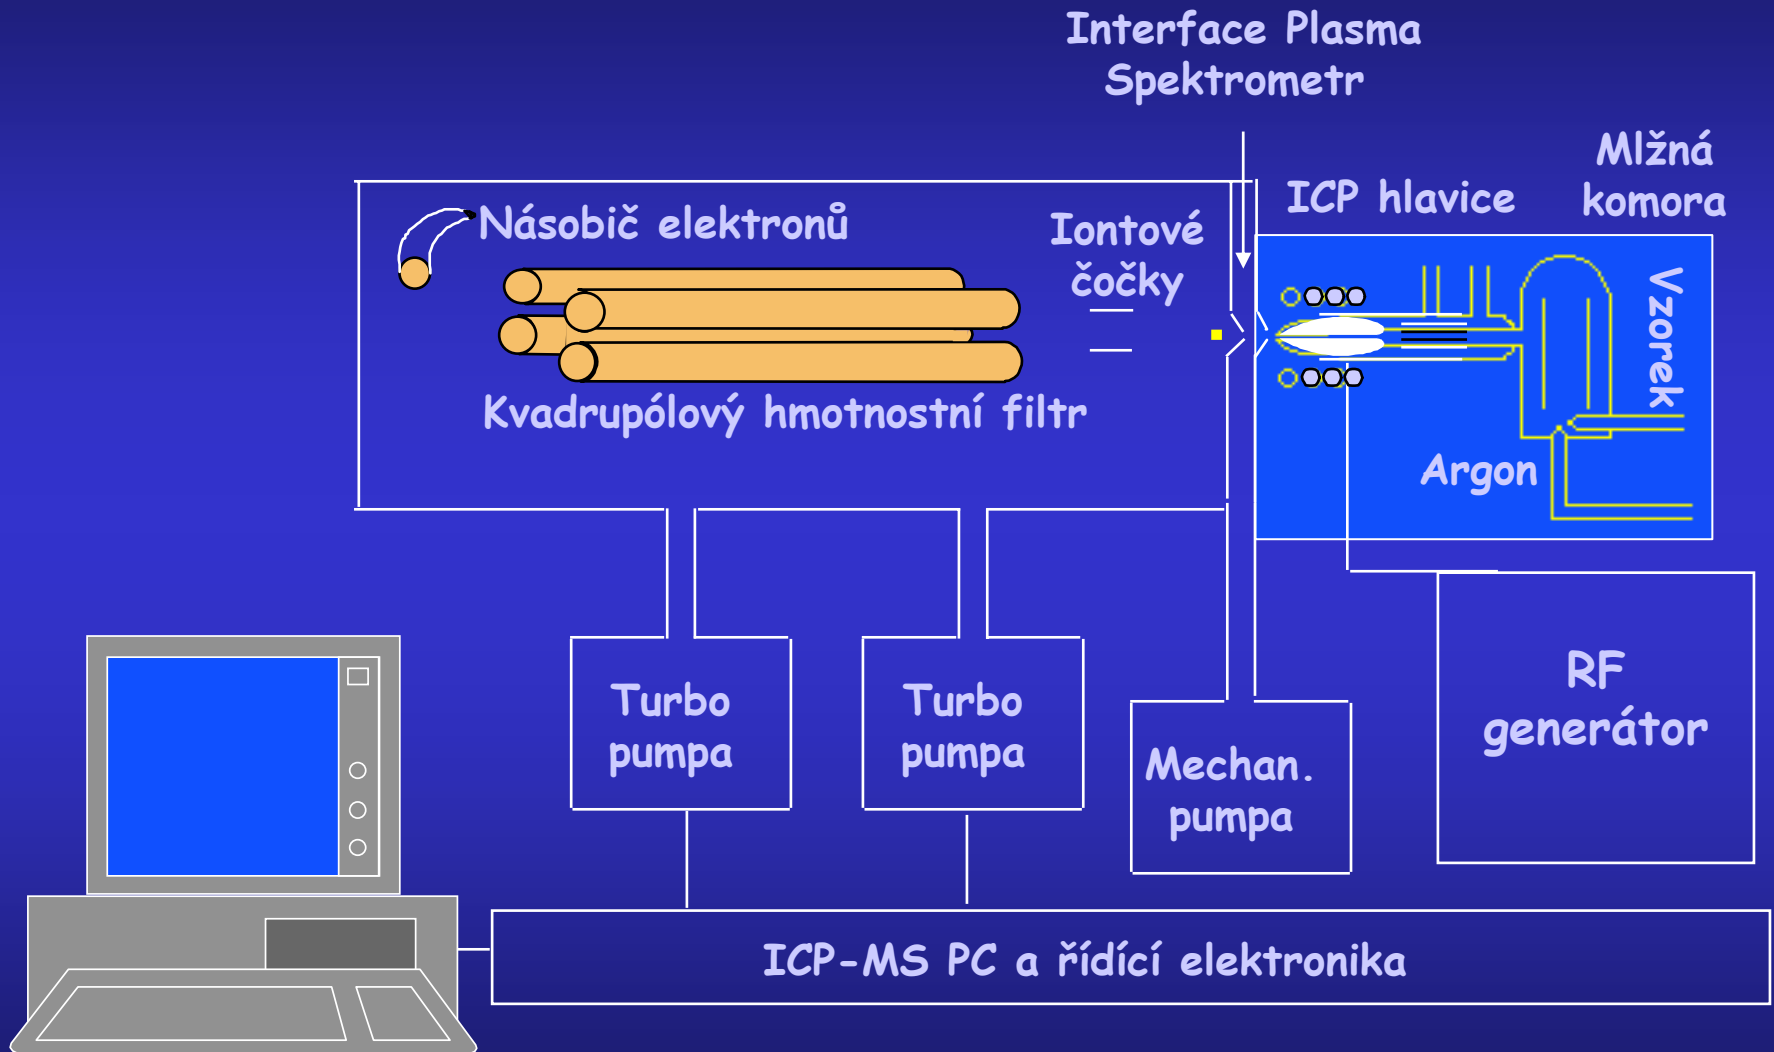 Interface Plasma
Spektrometr
Mlžná
komora
ICP hlavice
Násobič elektronů
Iontové
čočky
Vzorek
Kvadrupólový hmotnostní filtr
Argon
RF
generátor
Turbo
pumpa
Turbo
pumpa
Mechan.
pumpa
ICP-MS PC a řídící elektronika